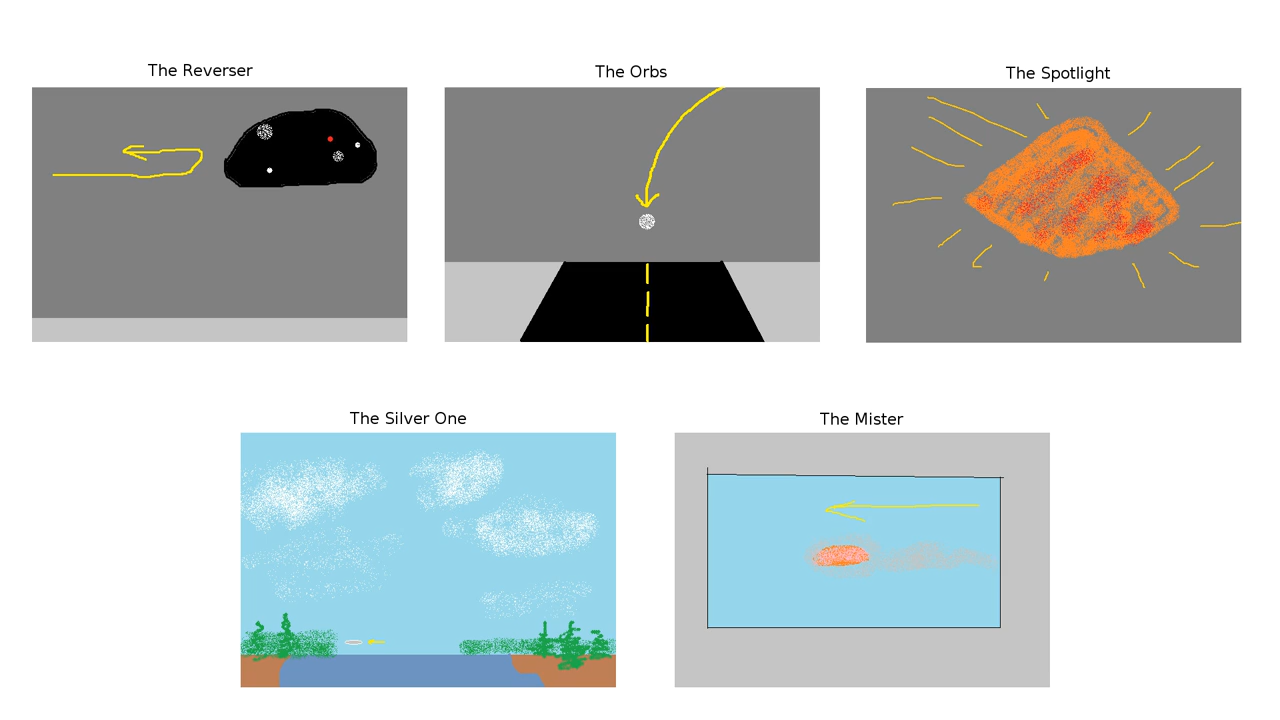 The Reverser
The Orbs
The Spotlight
The Silver One
The Mister